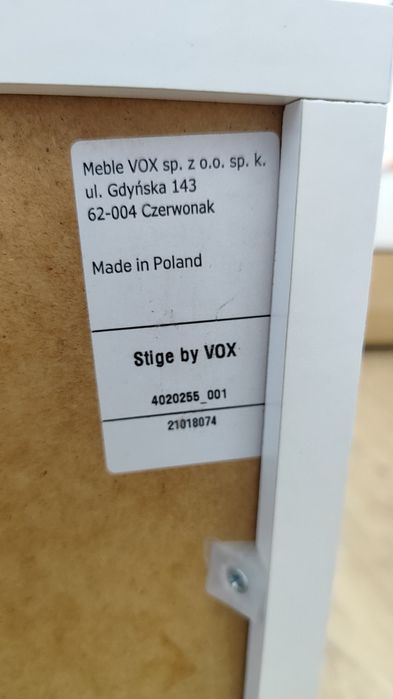 Meble VOX sp. z o.o. sp. k.
ul. Gdyńska 143
62-004 Czerwonak
Made in Poland
Stige by VOX
4020255_001
21018074